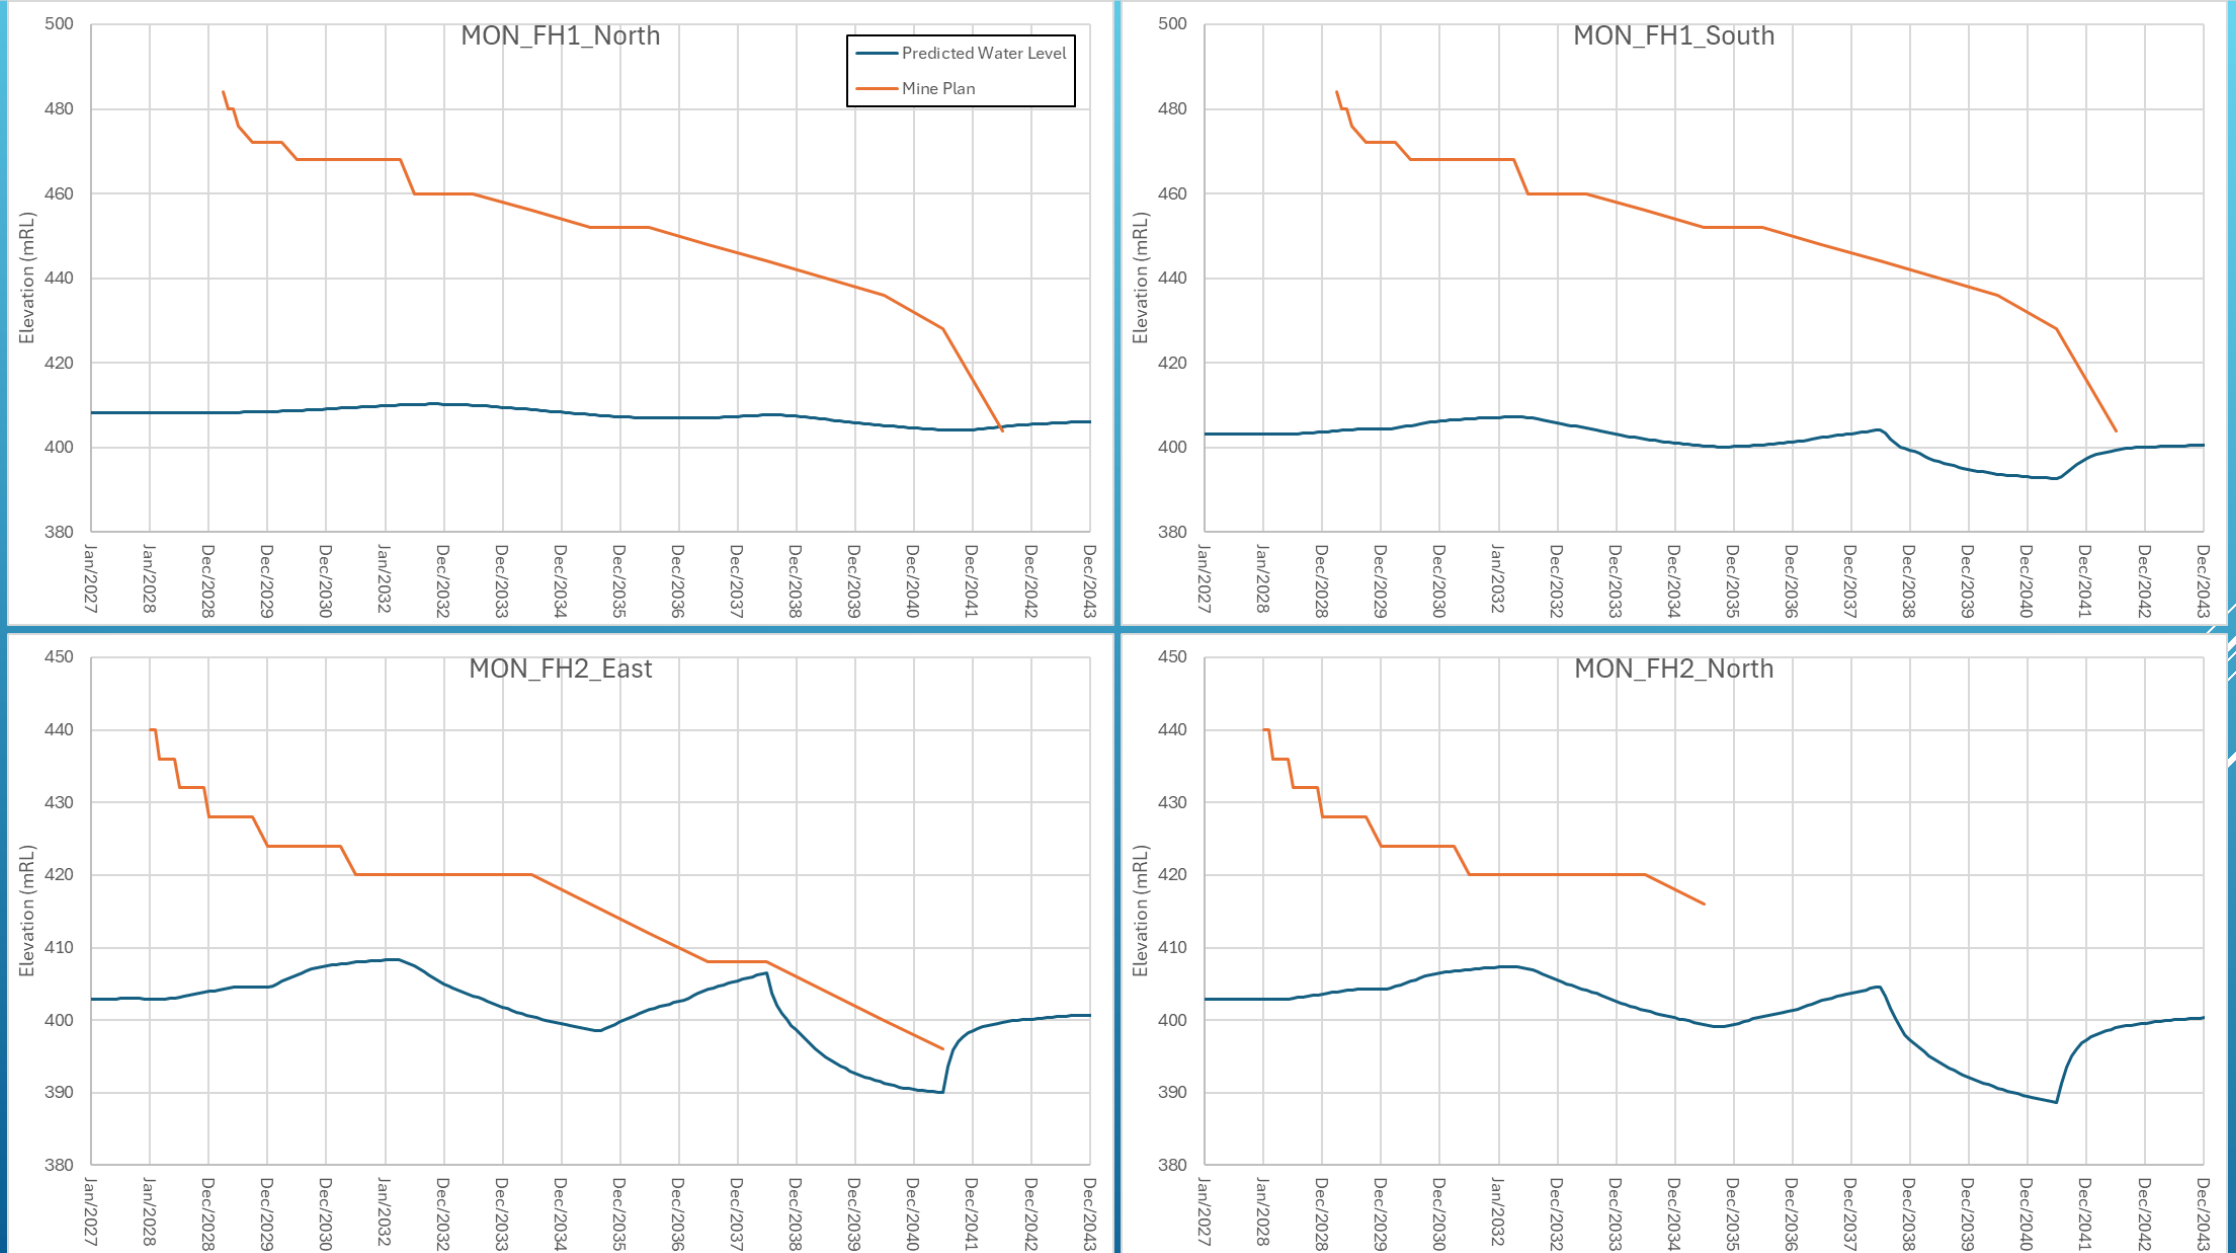 MON_FH1_North
Predicted Water Level
Mine Plan
Elevation (mRL)
500
480
460
440
420
400
380
Jan/2027
Jan/2028
Dec/2028
Dec/2029
Dec/2030
Jan/2032
Dec/2032
Dec/2033
Dec/2034
Dec/2035
Dec/2036
Dec/2037
Dec/2038
Dec/2039
Dec/2040
Dec/2041
Dec/2042
Dec/2043
MON_FH1_South
Elevation (mRL)
500
480
460
440
420
400
380
Jan/2027
Jan/2028
Dec/2028
Dec/2029
Dec/2030
Jan/2032
Dec/2032
Dec/2033
Dec/2034
Dec/2035
Dec/2036
Dec/2037
Dec/2038
Dec/2039
Dec/2040
Dec/2041
Dec/2042
Dec/2043
MON_FH2_East
Elevation (mRL)
450
440
430
420
410
400
390
380
Jan/2027
Jan/2028
Dec/2028
Dec/2029
Dec/2030
Jan/2032
Dec/2032
Dec/2033
Dec/2034
Dec/2035
Dec/2036
Dec/2037
Dec/2038
Dec/2039
Dec/2040
Dec/2041
Dec/2042
Dec/2043
MON_FH2_North
Elevation (mRL)
450
440
430
420
410
400
390
380
Jan/2027
Jan/2028
Dec/2028
Dec/2029
Dec/2030
Jan/2032
Dec/2032
Dec/2033
Dec/2034
Dec/2035
Dec/2036
Dec/2037
Dec/2038
Dec/2039
Dec/2040
Dec/2041
Dec/2042
Dec/2043